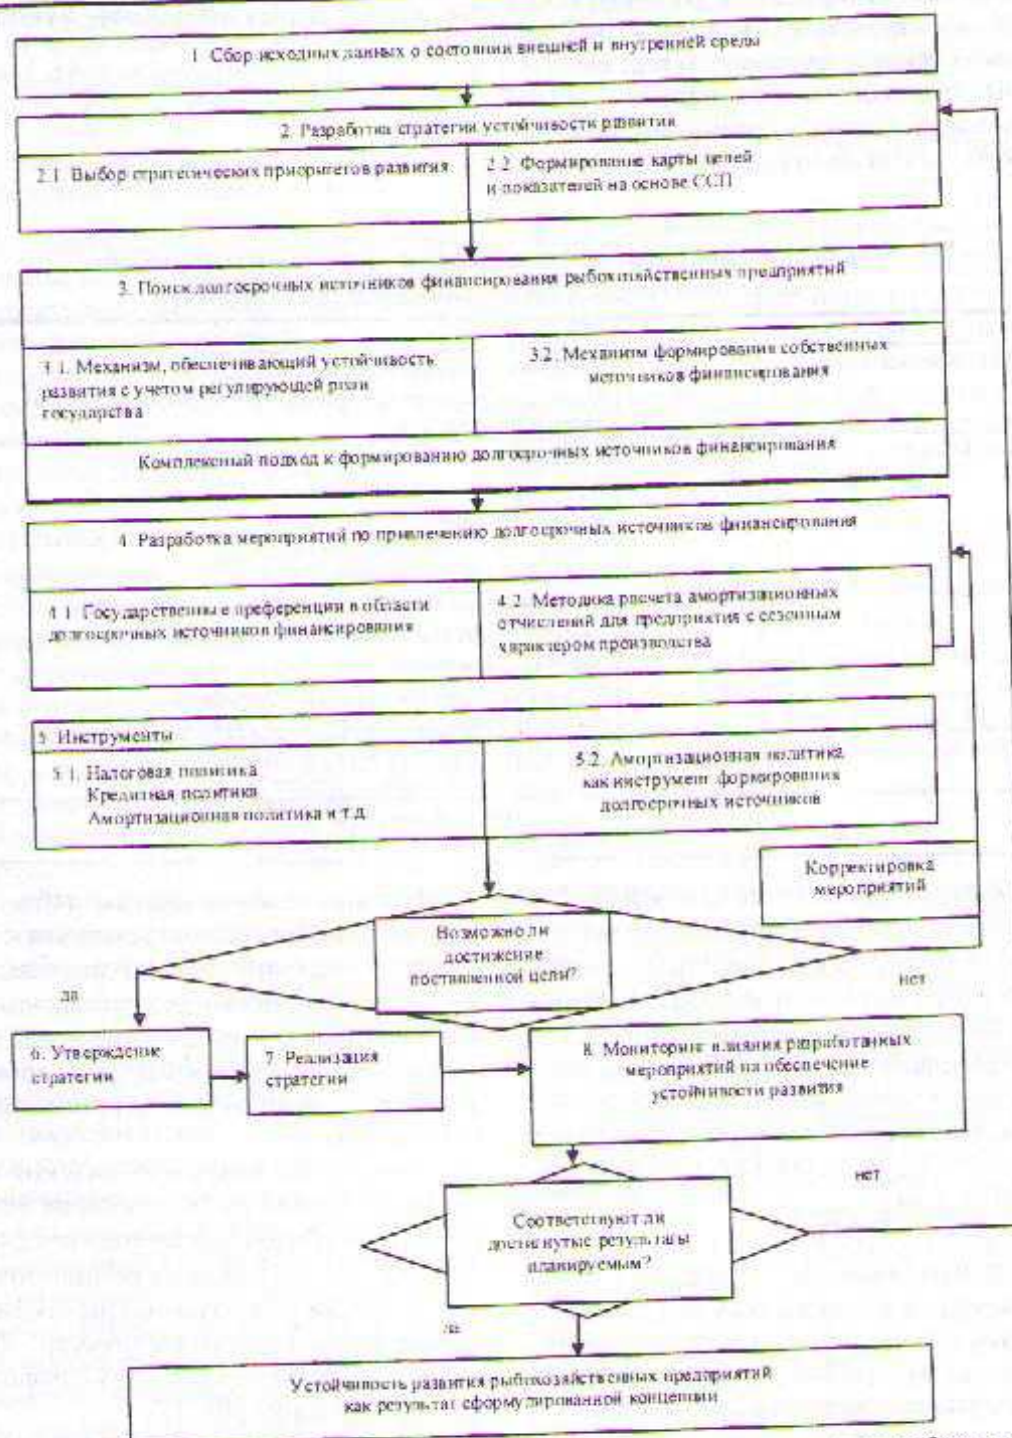 1. Сбор исходных данных о состоянии внешней и внутренней среды
2. Разработка стратегии устойчивости развития
2.1. Выбор стратегических приоритетов развития
2.2. Формирование карты целей
и показателей на основе ССП
3. Поиск долгосрочных источников финансирования рыбохозяйственных предприятий
3.1. Механизм, обеспечивающий устойчивость
развития с учетом регулирующей роли
государства
3.2. Механизм формирования собственных
источников финансирования
Комплексный подход к формированию долгосрочных источников финансирования
4. Разработка мероприятий по привлечению долгосрочных источников финансирования
4.1. Государственные преференции в области
долгосрочных источников финансирования
4.2. Методика расчета амортизационных
отчислений для предприятия с сезонным
характером производства
5. Инструменты
5.1. Налоговая политика
Кредитная политика
Амортизационная политика и т.д.
5.2. Амортизационная политика
как инструмент формирования
долгосрочных источников
Корректировка
мероприятий
Возможно ли
достижение
поставленной цели?
да
нет
6. Утверждение
стратегии
7. Реализация
стратегии
8. Мониторинг влияния разработанных
мероприятий на обеспечение
устойчивости развития
нет
Соответствуют ли
достигнутые результаты
планируемым?
да
Устойчивость развития рыбохозяйственных предприятий
как результат сформулированной концепции